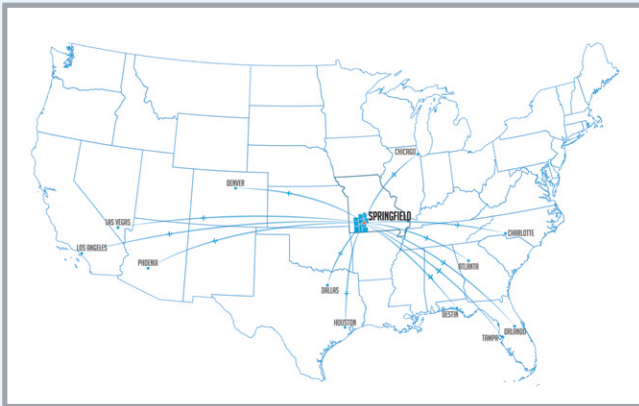 CHICAGO
DENVER
SPRINGFIELD
LAS VEGAS
CHARLOTTE
LOS ANGELES
PHOENIX
ATLANTA
DALLAS
DESTIN
HOUSTON
ORLANDO
TAMPA